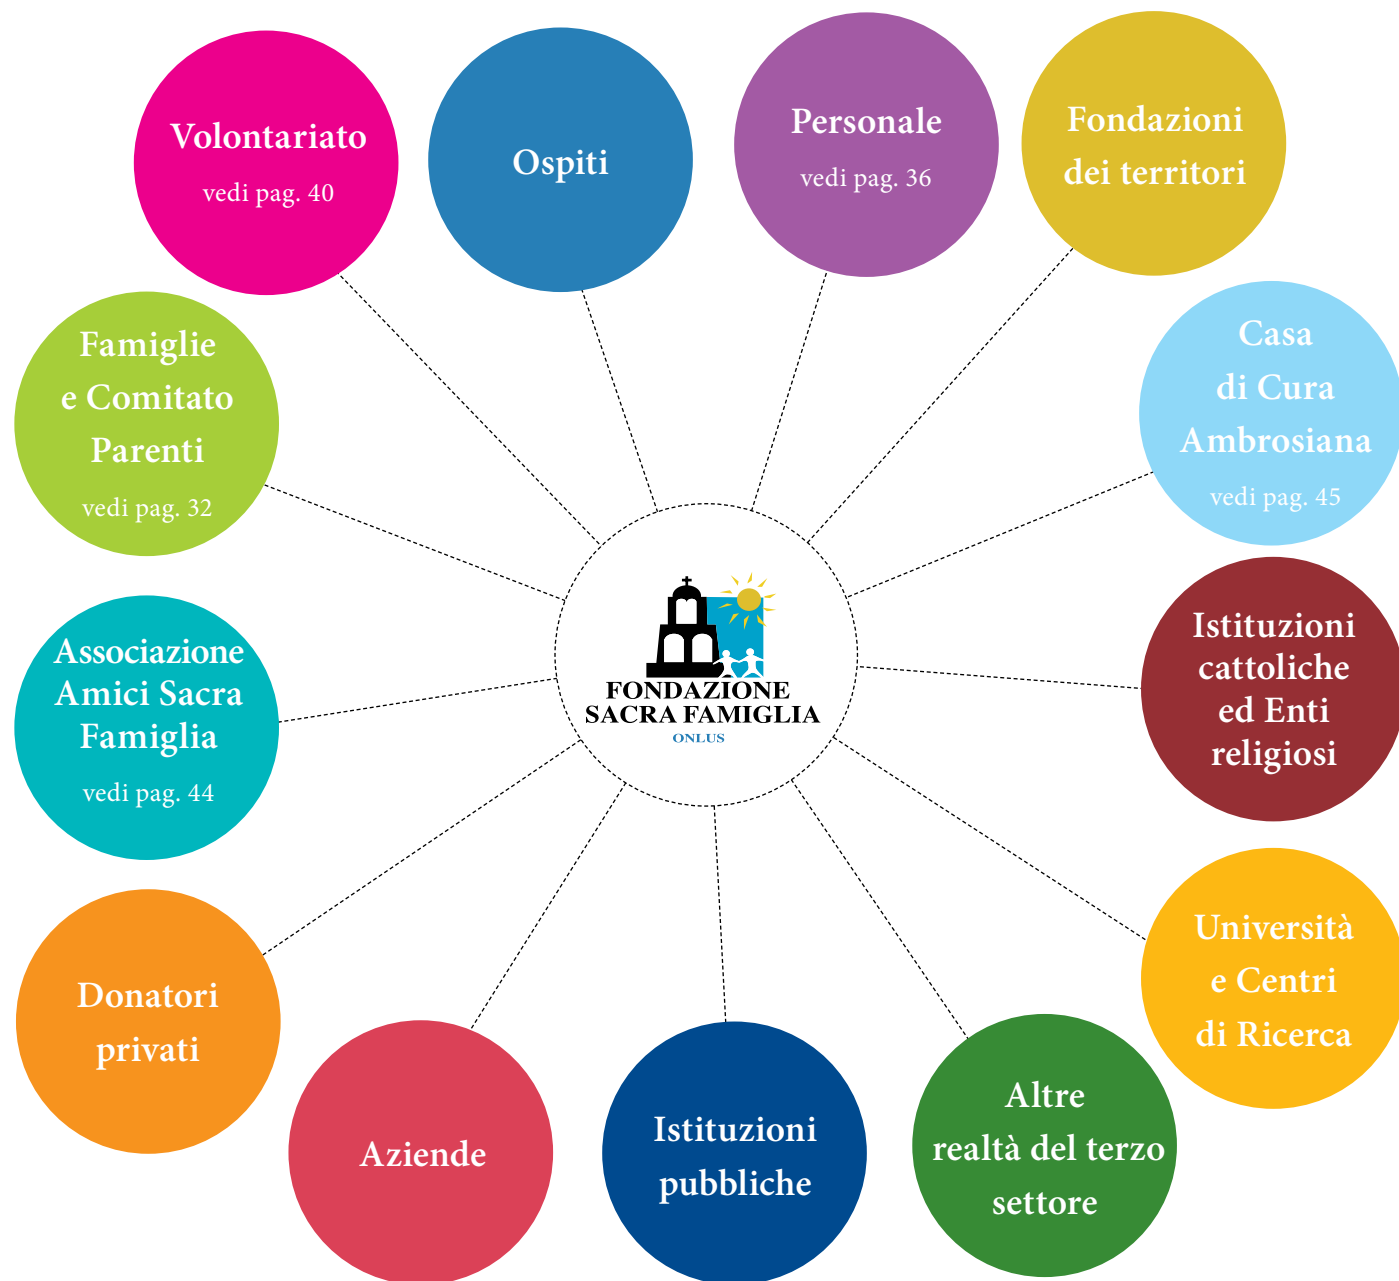 Volontariato
vedi pag. 40
Ospiti
Personale
vedi pag. 36
Fondazioni
dei territori
Famiglie
e Comitato
Parenti
vedi pag. 32
Casa
di Cura
Ambrosiana
vedi pag. 45
FONDAZIONE
SACRA FAMIGLIA
ONLUS
Associazione
Amici Sacra
Famiglia
vedi pag. 44
Istituzioni
cattoliche
ed Enti
religiosi
Donatori
privati
Università
e Centri
di Ricerca
Aziende
Istituzioni
pubbliche
Altre
realtà del terzo
settore